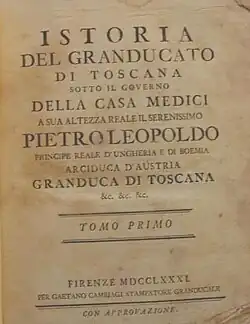 ISTORIA
DEL GRANDUCATO
DI TOSCANA
SOTTO IL GOVERNO
DELLA CASA MEDICI
A SUA ALTEZZA REALE IL SERENISSIMO
PIETRO LEOPOLDO
PRINCIPE REALE D'UNGHERIA E DI BOEMIA
ARCIDUCA D'AUSTRIA
GRANDUCA DI TOSCANA
&c. &c. &c.
TOMO PRIMO
FIRENZE MDCCLXXXI.
PER GAETANO CAMBIAGI STAMPATORE GRANDUCALE
CON APPROVAZIONE.